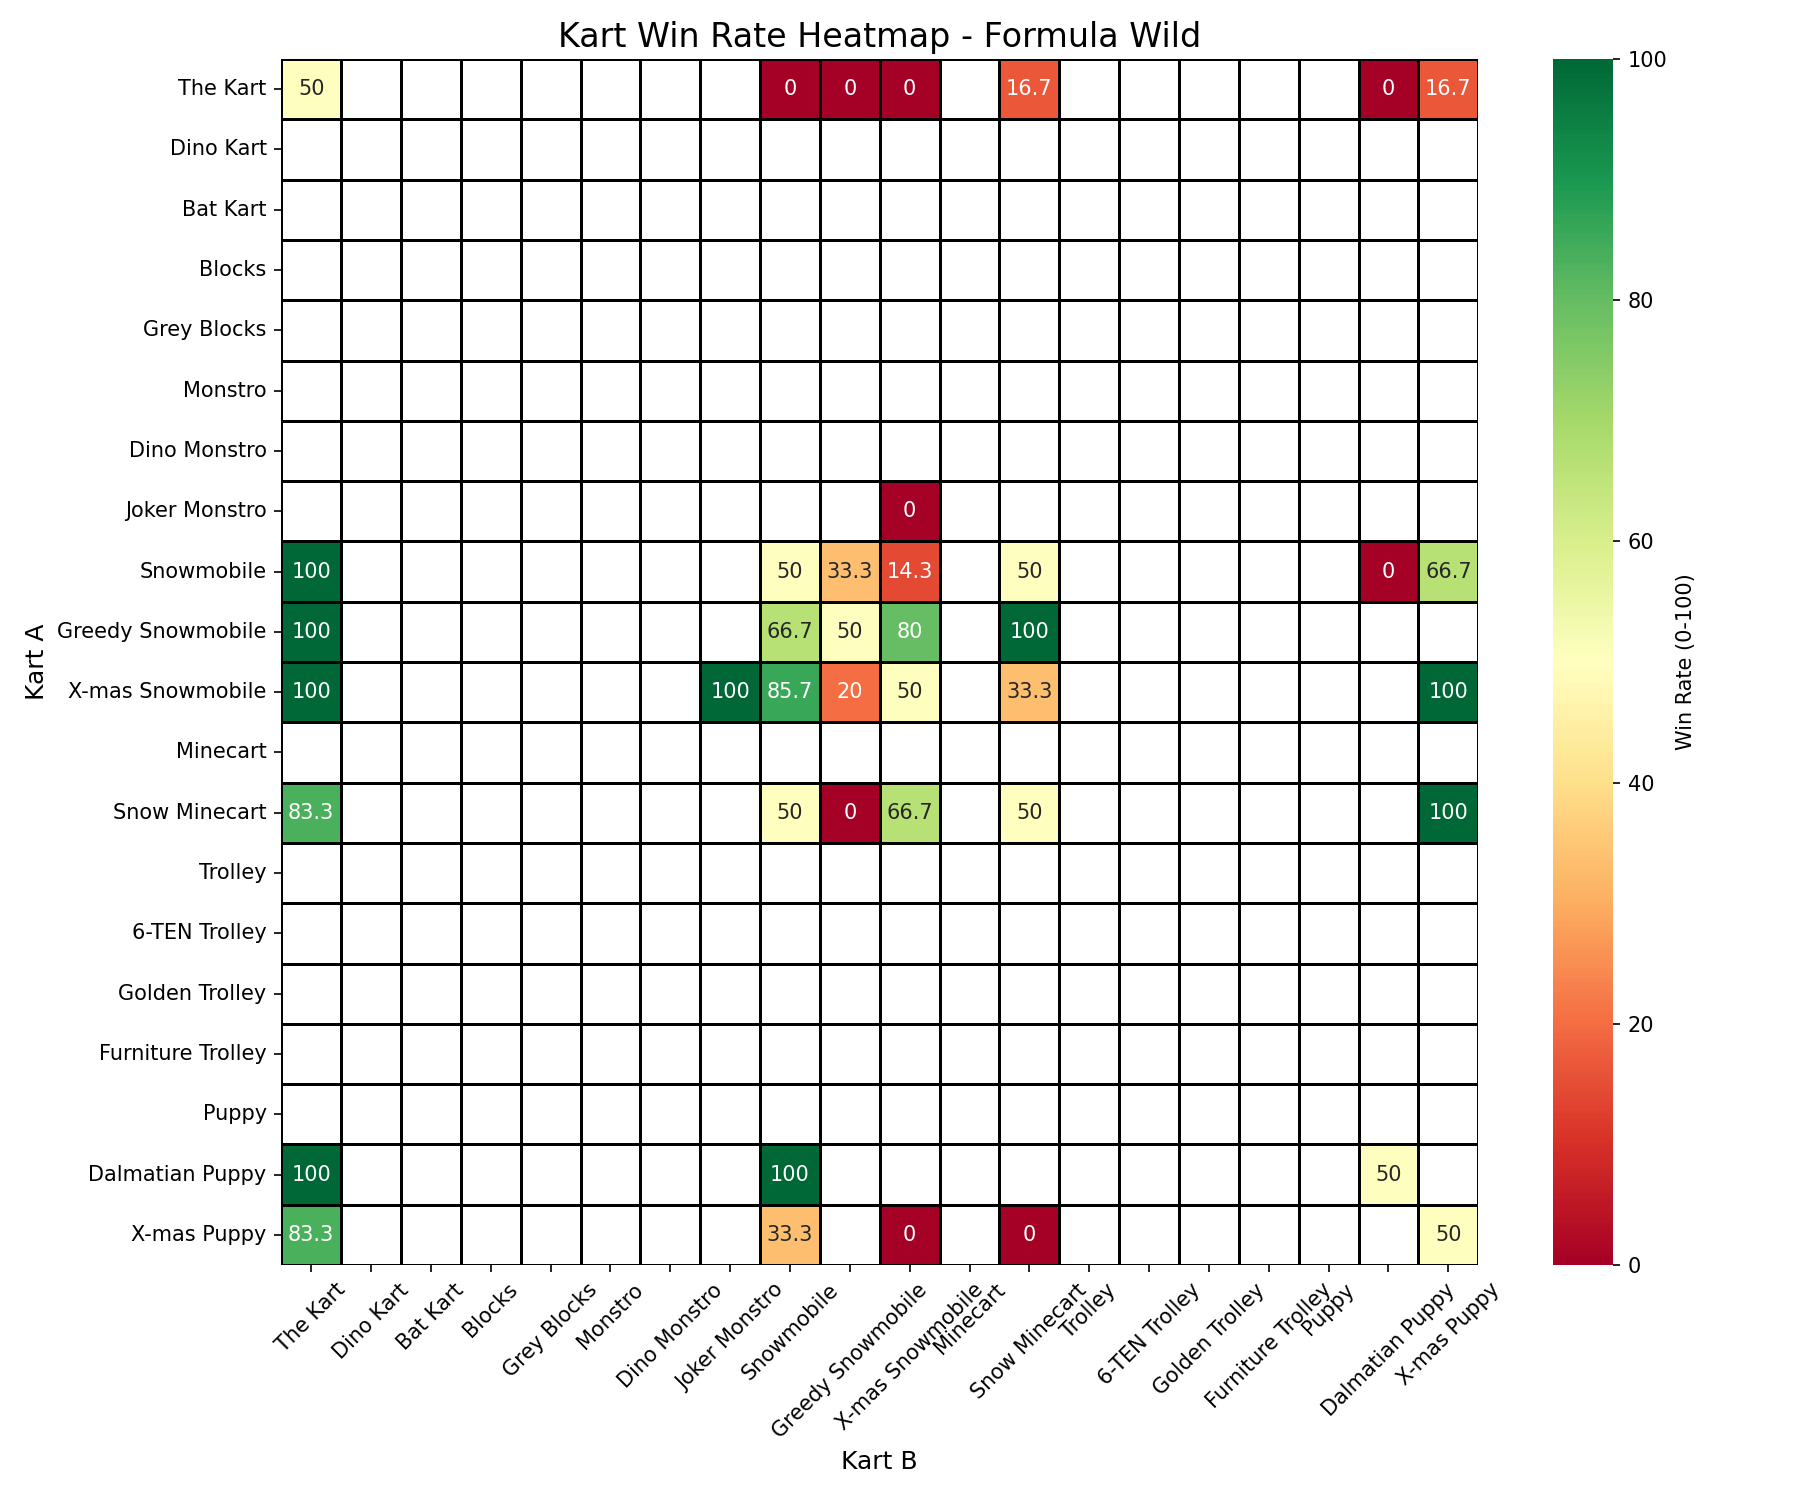 Kart Win Rate Heatmap - Formula Wild
The Kart 50 0 0 0 16.7 0 16.7
Dino Kart
Bat Kart
Blocks
Grey Blocks
Monstro
Dino Monstro
Joker Monstro 0
Snowmobile 100 50 33.3 14.3 50 0 66.7
Greedy Snowmobile 100 66.7 50 80 100
X-mas Snowmobile 100 100 85.7 20 50 33.3 100
Minecart
Snow Minecart 83.3 50 0 66.7 50 100
Trolley
6-TEN Trolley
Golden Trolley
Furniture Trolley
Puppy
Dalmatian Puppy 100 100 50
X-mas Puppy 83.3 33.3 0 0 50
Kart A
The Kart
Dino Kart
Bat Kart
Blocks
Grey Blocks
Monstro
Dino Monstro
Joker Monstro
Snowmobile
Greedy Snowmobile
X-mas Snowmobile
Minecart
Snow Minecart
Trolley
6-TEN Trolley
Golden Trolley
Furniture Trolley
Puppy
Dalmatian Puppy
X-mas Puppy
Kart B
100
80
60
40
20
0
Win Rate (0-100)